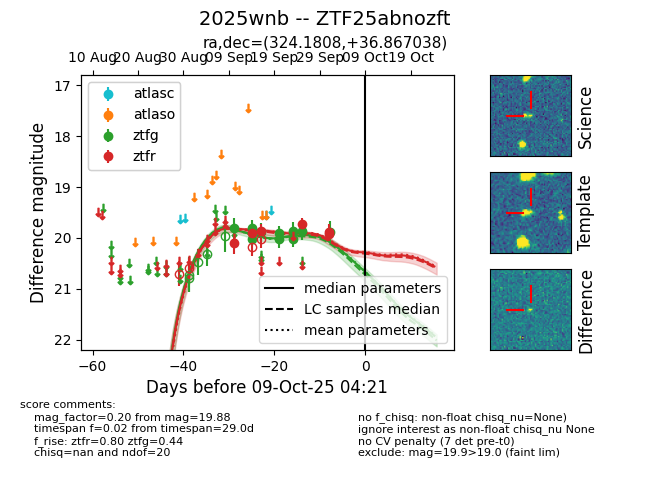 2025wnb -- ZTF25abnozft
ra,dec=(324.1808,+36.867038)
10 Aug 20 Aug 30 Aug 09 Sep 19 Sep 29 Sep 09 Oct 19 Oct
17
18
19
20
21
22
Difference magnitude
atlasc
atlaso
ztfg
ztfr
median parameters
LC samples median
mean parameters
−60 −40 −20 0
Days before 09-Oct-25 04:21
Science
Template
Difference
score comments:
mag_factor=0.20 from mag=19.88
timespan f=0.02 from timespan=29.0d
f_rise: ztfr=0.80 ztfg=0.44
chisq=nan and ndof=20
no f_chisq: non-float chisq_nu=None)
ignore interest as non-float chisq_nu None
no CV penalty (7 det pre-t0)
exclude: mag=19.9>19.0 (faint lim)